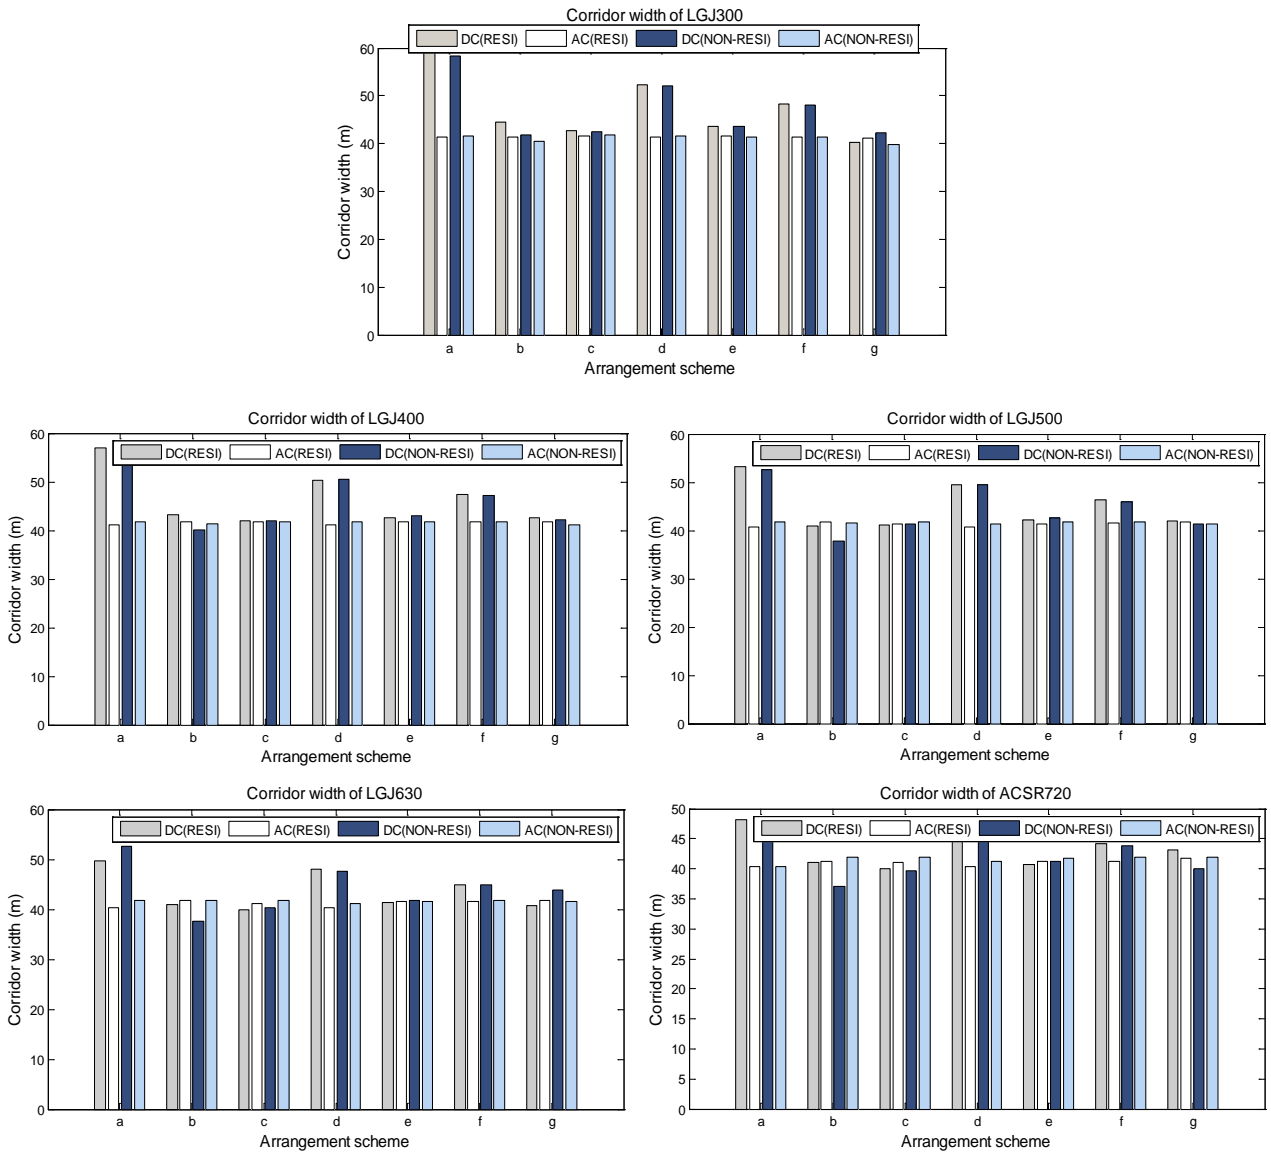 Corridor width of LGJ300
DC(RESI) AC(RESI) DC(NON-RESI) AC(NON-RESI)
60
50
40
30
20
10
0
Corridor width (m)
a b c d e f g
Arrangement scheme
Corridor width of LGJ400
DC(RESI) AC(RESI) DC(NON-RESI) AC(NON-RESI)
60
50
40
30
20
10
0
Corridor width (m)
a b c d e f g
Arrangement scheme
Corridor width of LGJ500
DC(RESI) AC(RESI) DC(NON-RESI) AC(NON-RESI)
60
50
40
30
20
10
0
Corridor width (m)
a b c d e f g
Arrangement scheme
Corridor width of LGJ630
DC(RESI) AC(RESI) DC(NON-RESI) AC(NON-RESI)
60
50
40
30
20
10
0
Corridor width (m)
a b c d e f g
Arrangement scheme
Corridor width of ACSR720
DC(RESI) AC(RESI) DC(NON-RESI) AC(NON-RESI)
50
45
40
35
30
25
20
15
10
5
0
Corridor width (m)
a b c d e f g
Arrangement scheme